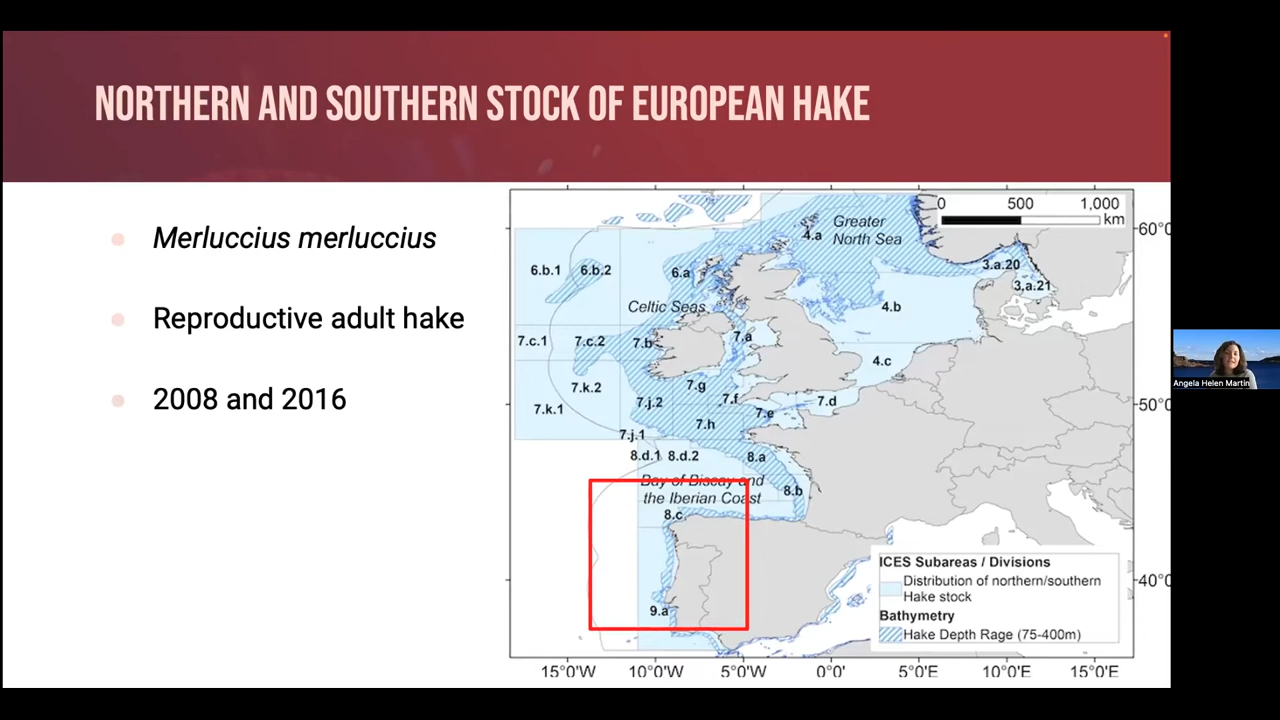 NORTHERN AND SOUTHERN STOCK OF EUROPEAN HAKE
Merluccius merluccius
Reproductive adult hake
2008 and 2016
0 500 1,000
km
Greater
North Sea
4.a
3.a.20
3.a.21
6.b.1
6.b.2
6.a
4.b
Celtic Seas
7.c.1
7.c.2
7.b
7.a
4.c
7.k.2
7.g
7.k.1
7.j.2
7.f
7.e
7.d
7.h
7.j.1
8.d.1
8.d.2
8.a
Bay of Biscay and
the Iberian Coast
8.b
8.c
9.a
60°0
50°0
40°0
ICES Subareas / Divisions
Distribution of northern/southern
Hake stock
Bathymetry
Hake Depth Rage (75-400m)
15°0'W 10°0'W 5°0'W 0°0' 5°0'E 10°0'E 15°0'E
Angela Helen Martin